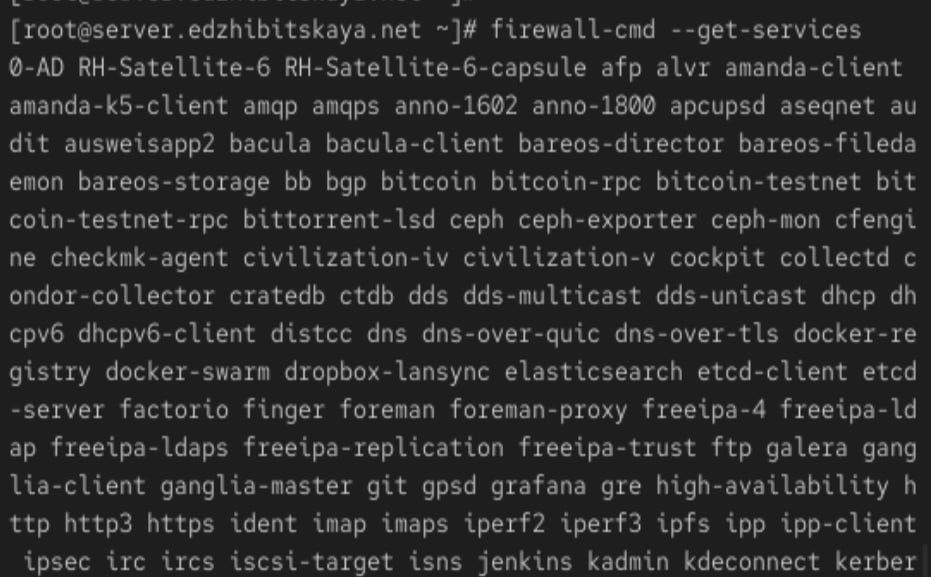 [root@server.edzhibitskaya.net ~]# firewall-cmd --get-services
0-AD RH-Satellite-6 RH-Satellite-6-capsule afp alvr amanda-client
amanda-k5-client amqp amqps anno-1602 anno-1800 apcupsd aseqnet au
dit ausweisapp2 bacula bacula-client bareos-director bareos-fileda
emon bareos-storage bb bgp bitcoin bitcoin-rpc bitcoin-testnet bit
coin-testnet-rpc bittorrent-lsd ceph ceph-exporter ceph-mon cfengi
ne checkmk-agent civilization-iv civilization-v cockpit collectd c
ondor-collector cratedb ctdb dds dds-multicast dds-unicast dhcp dh
cpv6 dhcpv6-client distcc dns dns-over-quic dns-over-tls docker-re
gistry docker-swarm dropbox-lansync elasticsearch etcd-client etcd
-server factorio finger foreman foreman-proxy freeipa-4 freeipa-ld
ap freeipa-ldaps freeipa-replication freeipa-trust ftp galera gang
lia-client ganglia-master git gpsd grafana gre high-availability h
ttp http3 https ident imap imaps iperf2 iperf3 ipfs ipp ipp-client
ipsec irc ircs iscsi-target isns jenkins kadmin kdeconnect kerber